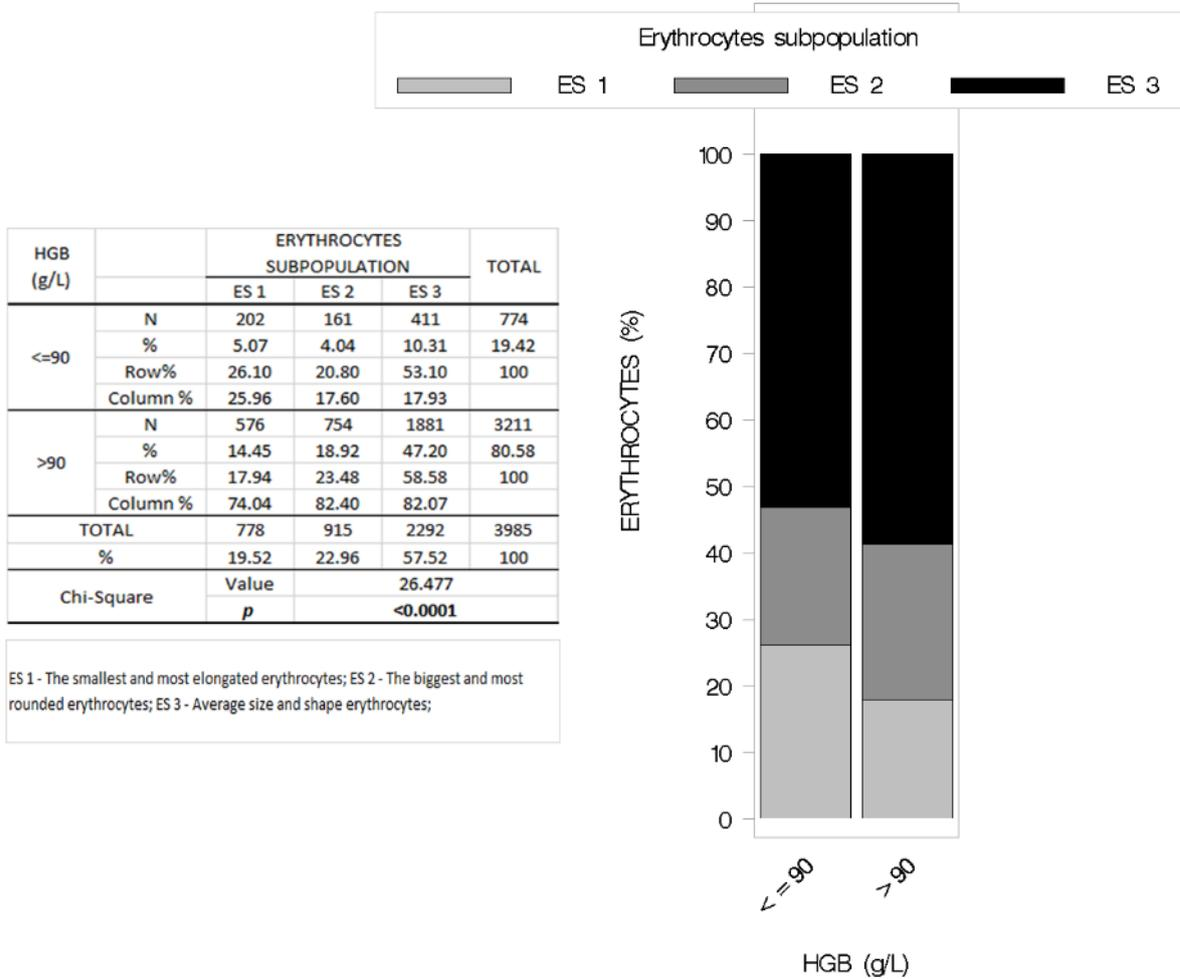 Erythrocytes subpopulation
ES 1 ES 2 ES 3
HGB
(g/L)
ERYTHROCYTES
SUBPOPULATION
TOTAL
ES 1 ES 2 ES 3
<=90
N 202 161 411 774
% 5.07 4.04 10.31 19.42
Row% 26.10 20.80 53.10 100
Column % 25.96 17.60 17.93
>90
N 576 754 1881 3211
% 14.45 18.92 47.20 80.58
Row% 17.94 23.48 58.58 100
Column % 74.04 82.40 82.07
TOTAL 778 915 2292 3985
% 19.52 22.96 57.52 100
Chi-Square
Value 26.477
p <0.0001
ES 1 - The smallest and most elongated erythrocytes; ES 2 - The biggest and most
rounded erythrocytes; ES 3 - Average size and shape erythrocytes;
ERYTHROCYTES (%)
100
90
80
70
60
50
40
30
20
10
0
< = 90
> 90
HGB (g/L)